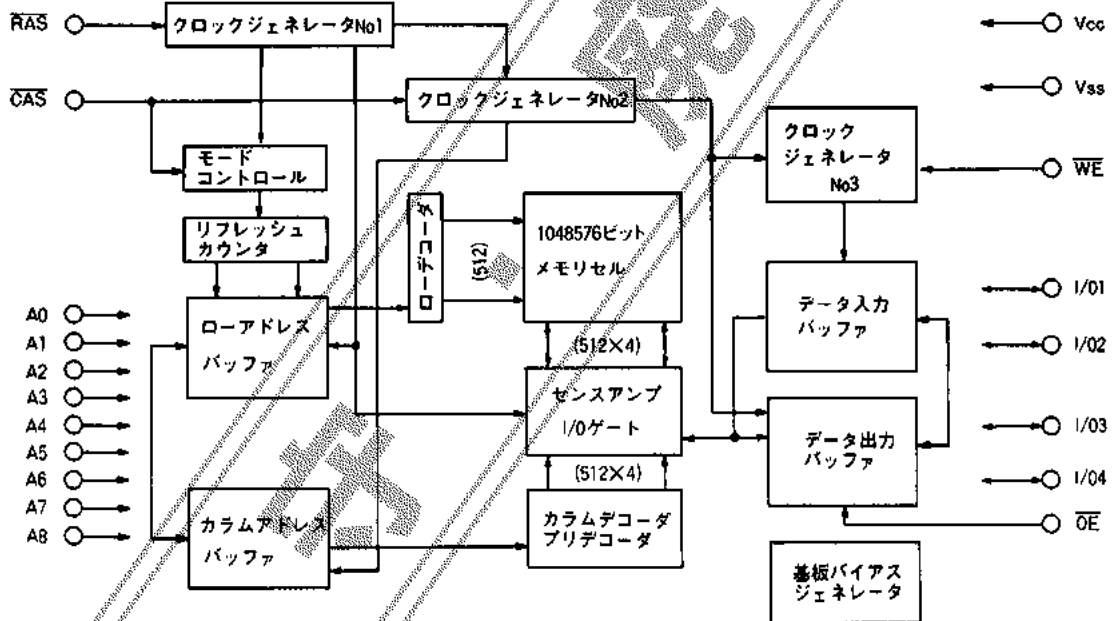 RAS
クロックジェネレータNo1
Vcc
CAS
クロックジェネレータNo2
Vss
クロック
ジェネレータ
No3
WE
モード
コントロール
リフレッシュ
カウンタ
ローデコーダ
(512)
1048576ビット
メモリセル
データ入力
バッファ
I/01
I/02
A0
A1
A2
A3
A4
A5
A6
A7
A8
ローアドレス
バッファ
(512×4)
センスアンプ
I/Oゲート
(512×4)
データ出力
バッファ
I/03
I/04
OE
カラムアドレス
バッファ
カラムデコーダ
プリデコーダ
基板バイアス
ジェネレータ